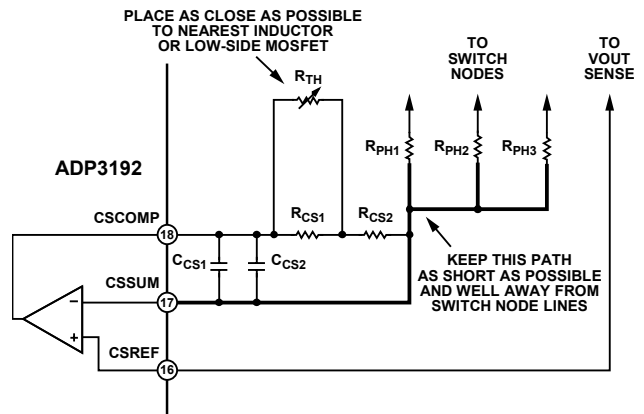 PLACE AS CLOSE AS POSSIBLE
TO NEAREST INDUCTOR
OR LOW-SIDE MOSFET
RTH
TO
SWITCH
NODES
TO
VOUT
SENSE
RPH1
RPH2
RPH3
ADP3192
CSCOMP
18
RCS1
RCS2
CCS1
CCS2
KEEP THIS PATH
AS SHORT AS POSSIBLE
AND WELL AWAY FROM
SWITCH NODE LINES
CSSUM
17
–
+
CSREF
16